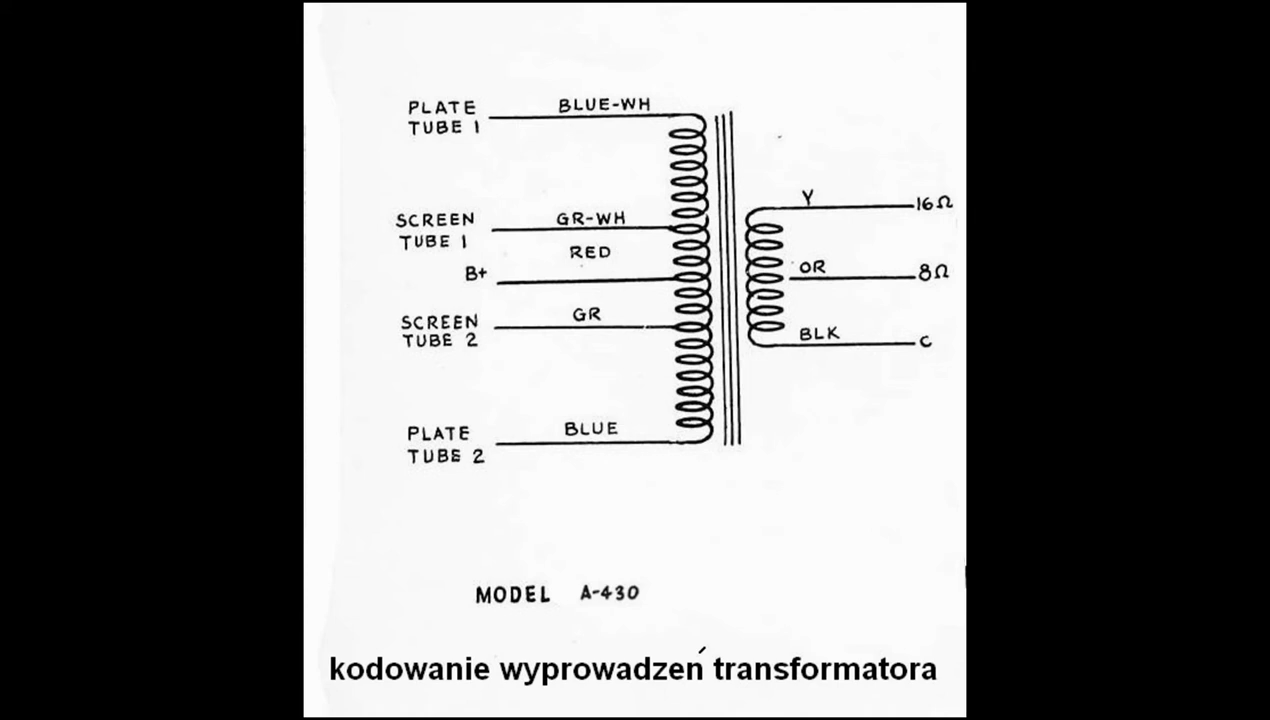 PLATE
TUBE 1
BLUE-WH
SCREEN
TUBE 1
GR-WH
RED
B+
SCREEN
TUBE 2
GR
PLATE
TUBE 2
BLUE
Y
16Ω
OR
8Ω
BLK
C
MODEL A-430
kodowanie wyprowadzeń transformatora